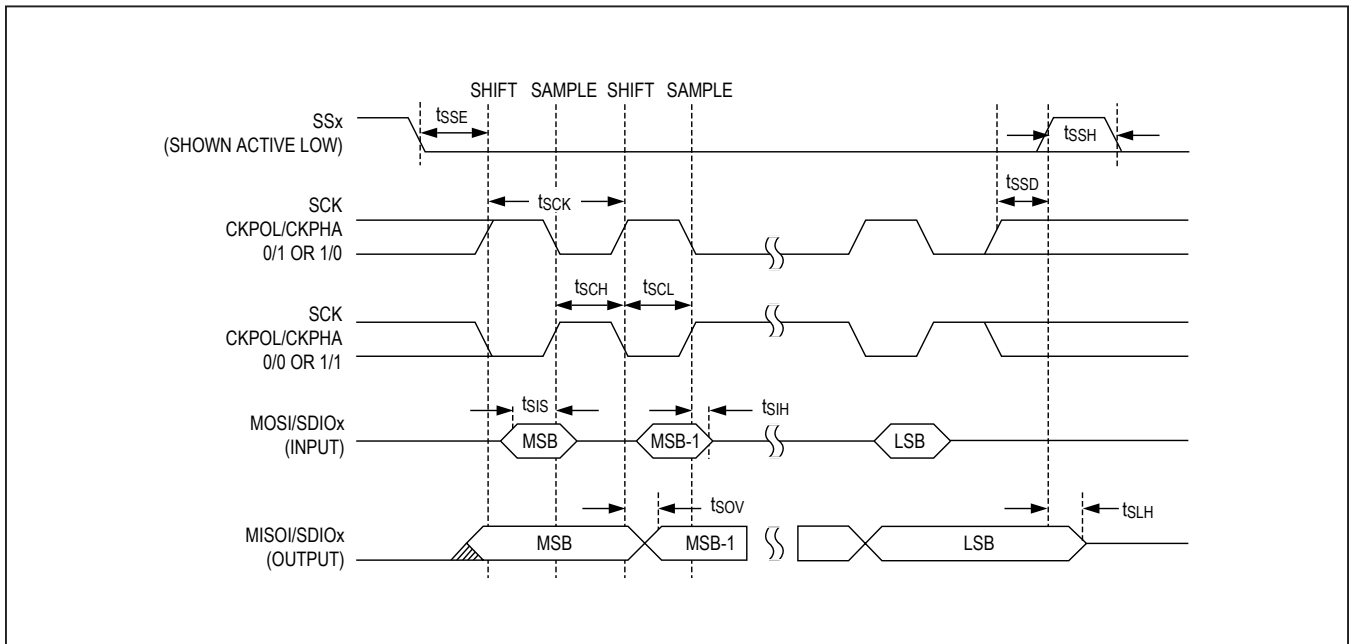 SHIFT SAMPLE SHIFT SAMPLE
SSx
(SHOWN ACTIVE LOW)
tSSE
tSSH
tSSD
SCK
CKPOL/CKPHA
0/1 OR 1/0
tSCK
tSCH
tSCL
SCK
CKPOL/CKPHA
0/0 OR 1/1
tSIS
tSIH
MOSI/SDIOx
(INPUT)
MSB
MSB-1
LSB
tSOV
tSLH
MISOI/SDIOx
(OUTPUT)
MSB
MSB-1
LSB